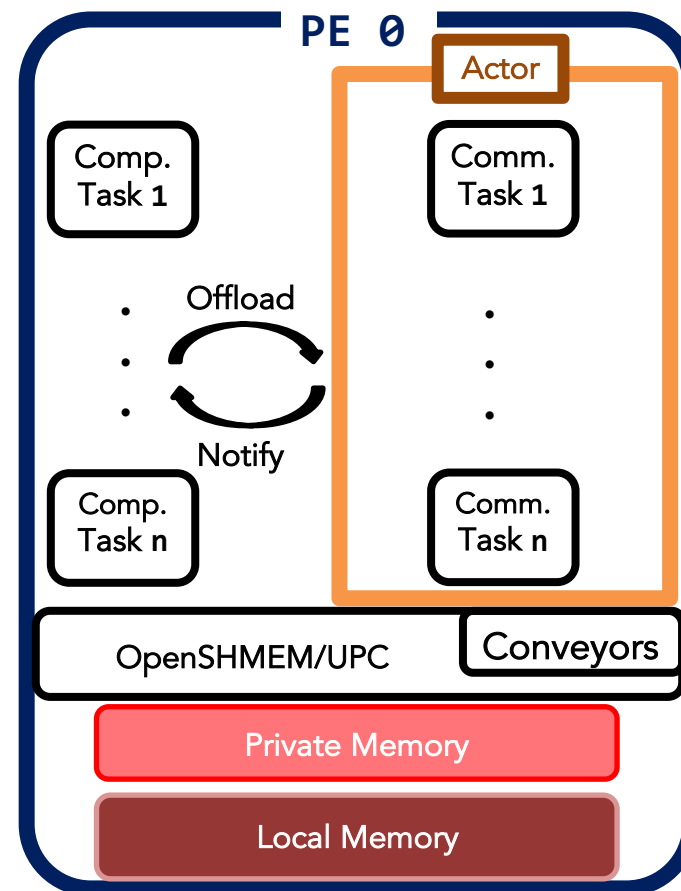 PE 0
Actor
Comp.
Task 1
Comm.
Task 1
Offload
Notify
Comp.
Task n
Comm.
Task n
OpenSHMEM/UPC
Conveyors
Private Memory
Local Memory